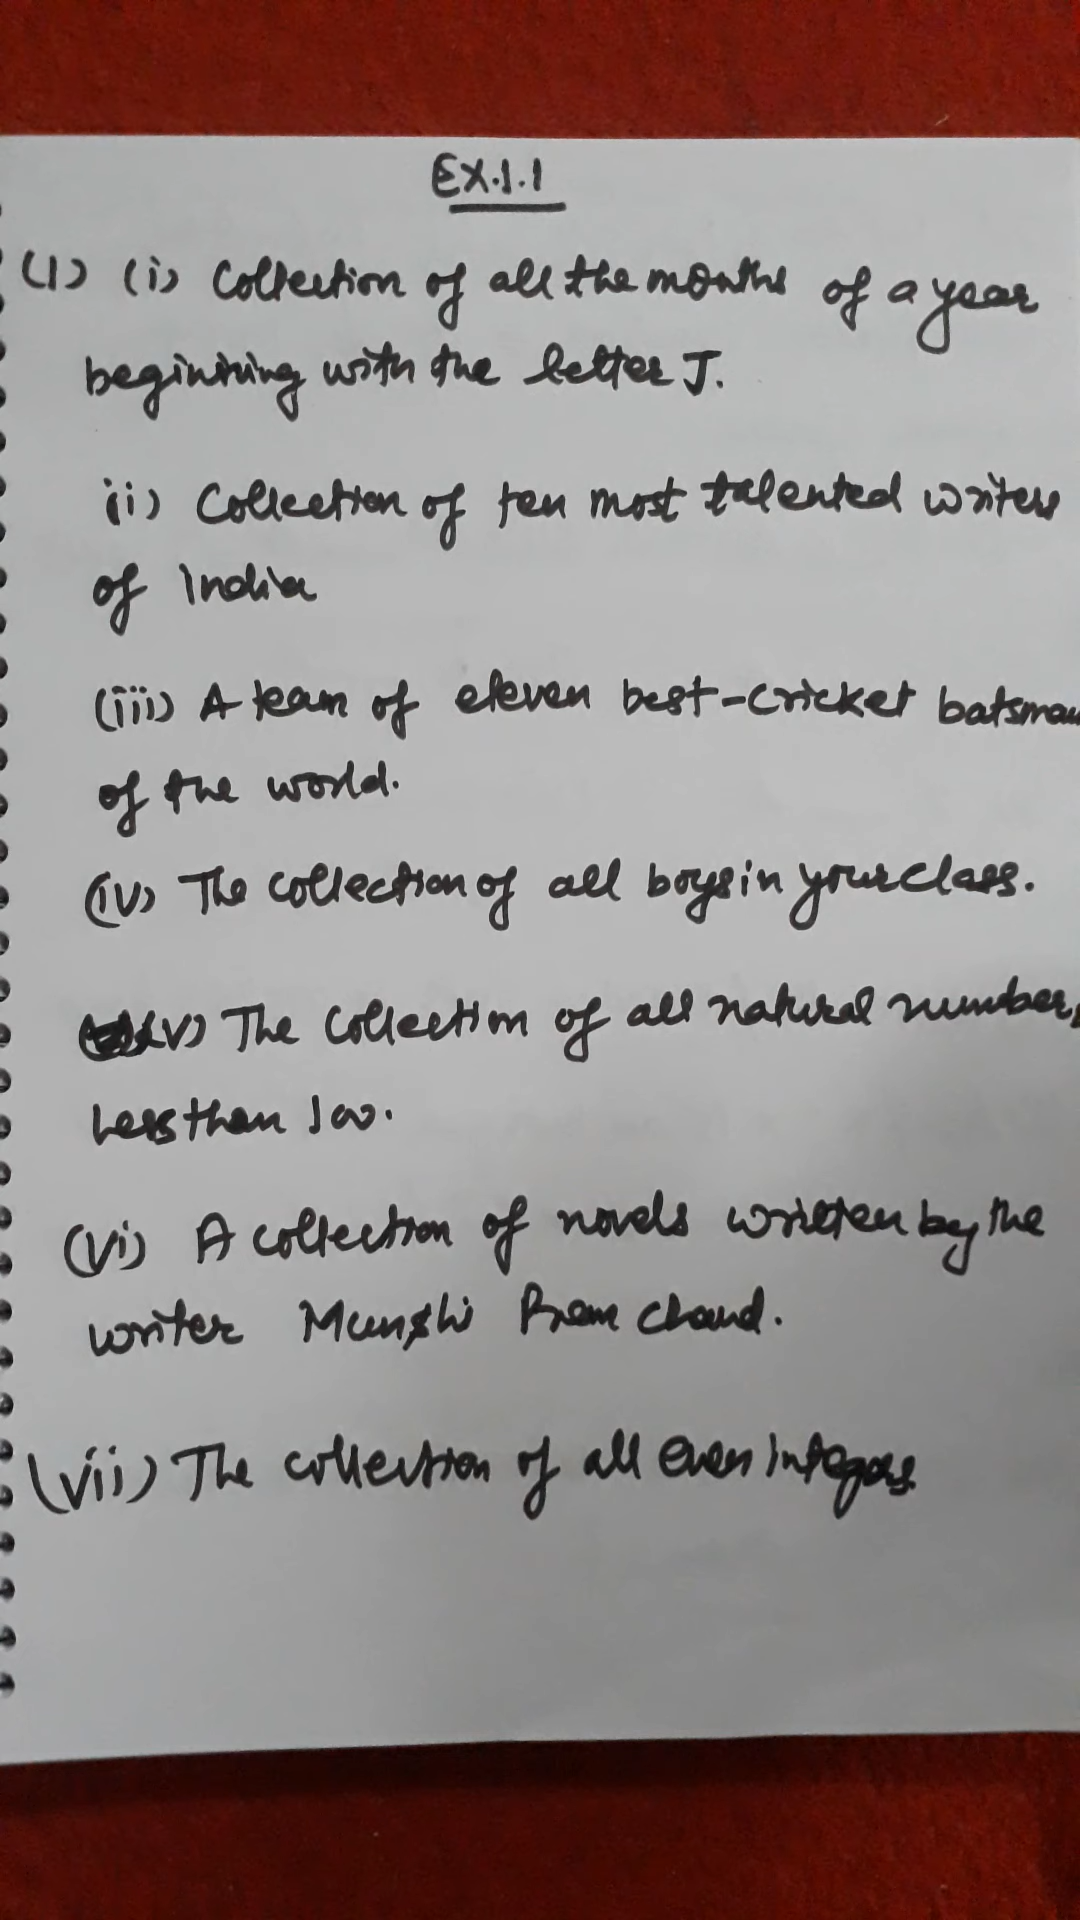 Ex.1.1
(1) (i) Collection of all the months of a year
beginining with the letter J.
ii) Collection of ten most talented writers
of India
(iii) A team of eleven best-cricket batsman
of the world.
(iv) The collection of all boys in your class.
(v) The collection of all natural numbers
Less than 100.
(vi) A collection of novels written by the
writer Munshi Prem chand.
(vii) The collection of all even integers